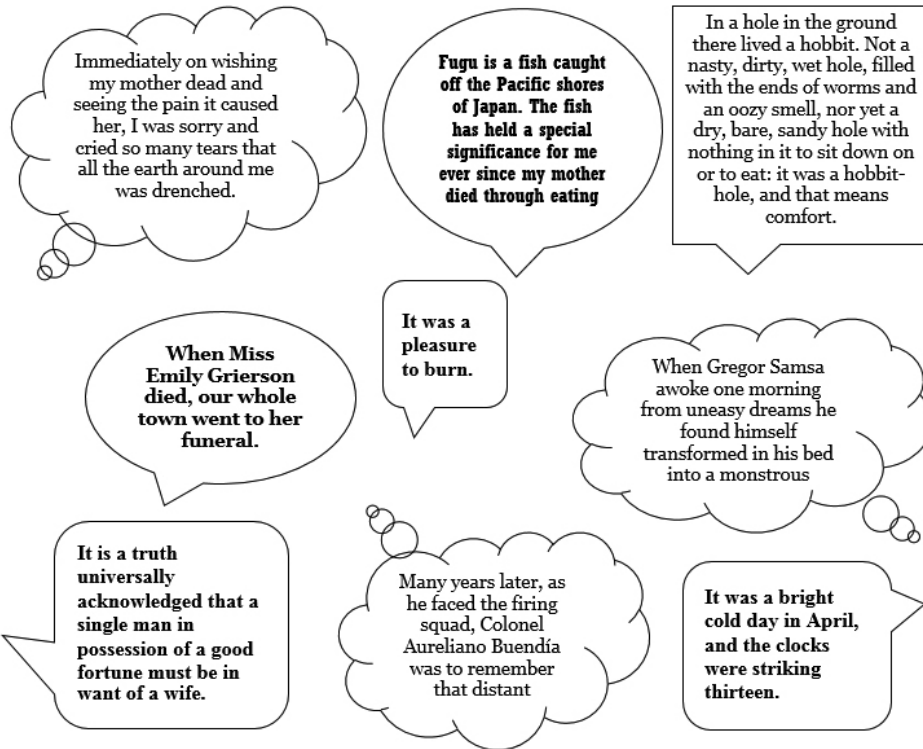 Immediately on wishing
my mother dead and
seeing the pain it caused
her, I was sorry and
cried so many tears that
all the earth around me
was drenched.
Fugu is a fish caught
off the Pacific shores
of Japan. The fish
has held a special
significance for me
ever since my mother
died through eating
In a hole in the ground
there lived a hobbit. Not a
nasty, dirty, wet hole, filled
with the ends of worms and
an oozy smell, nor yet a
dry, bare, sandy hole with
nothing in it to sit down on
or to eat: it was a hobbit-
hole, and that means
comfort.
When Miss
Emily Grierson
died, our whole
town went to her
funeral.
It was a
pleasure
to burn.
When Gregor Samsa
awoke one morning
from uneasy dreams he
found himself
transformed in his bed
into a monstrous
It is a truth
universally
acknowledged that a
single man in
possession of a good
fortune must be in
want of a wife.
Many years later, as
he faced the firing
squad, Colonel
Aureliano Buendía
was to remember
that distant
It was a bright
cold day in April,
and the clocks
were striking
thirteen.